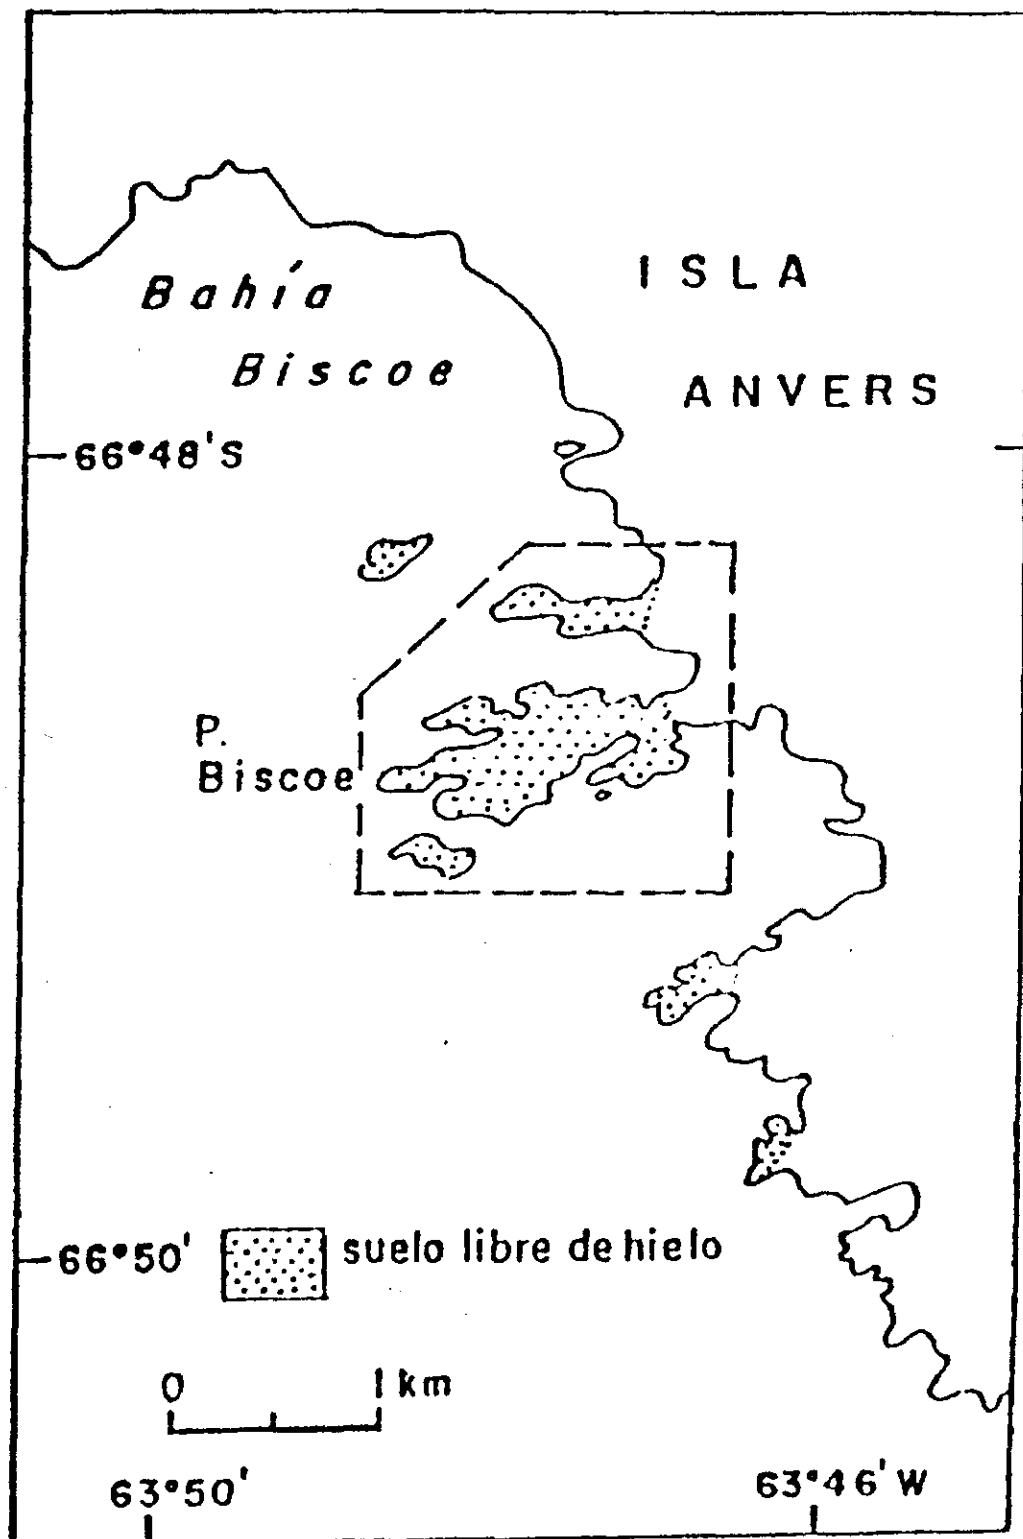 Bahía
Biscoe
ISLA
ANVERS
66°48'S
P.
Biscoe
66°50'
suelo libre de hielo
0 1 km
63°50'
63°46'W